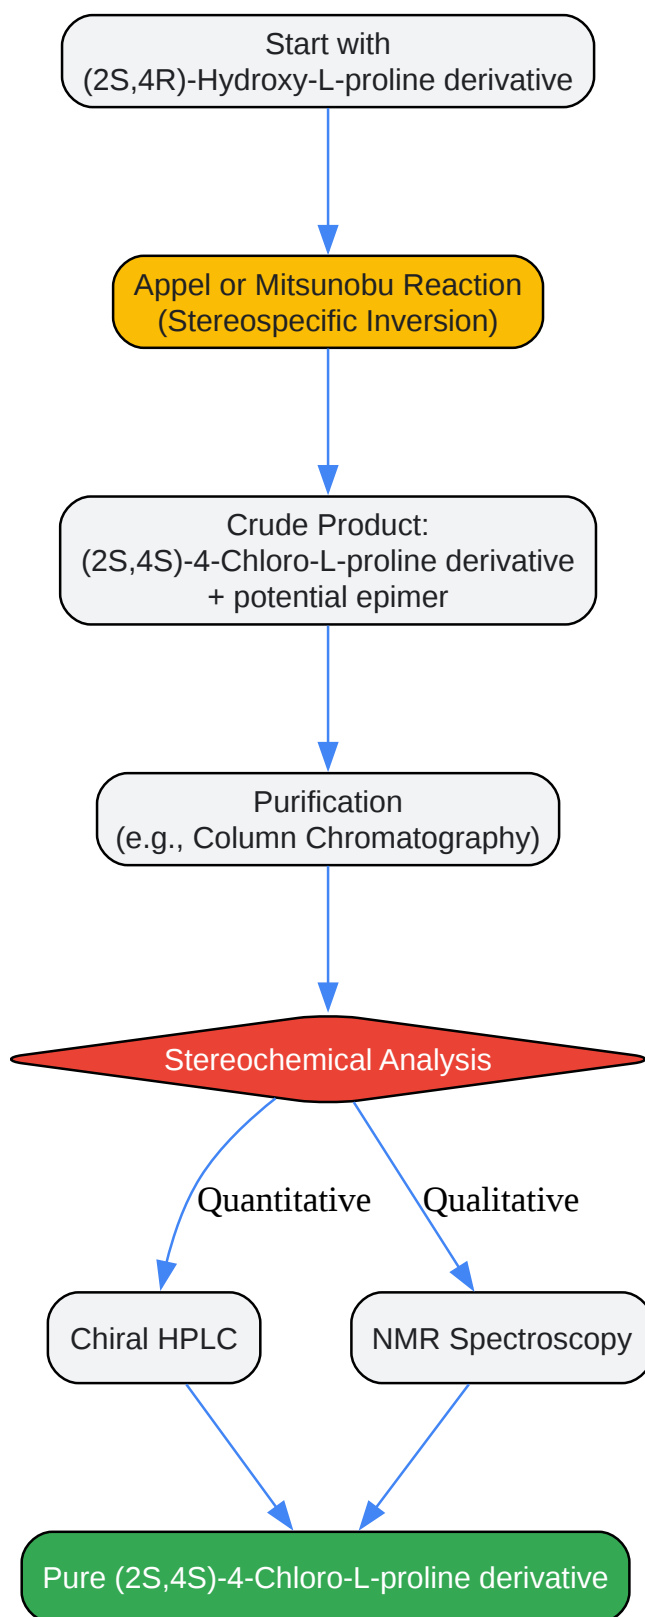 Start with
(2S,4R)-Hydroxy-L-proline derivative
Appel or Mitsunobu Reaction
(Stereospecific Inversion)
Crude Product:
(2S,4S)-4-Chloro-L-proline derivative
+ potential epimer
Purification
(e.g., Column Chromatography)
Stereochemical Analysis
Quantitative
Qualitative
Chiral HPLC
NMR Spectroscopy
Pure (2S,4S)-4-Chloro-L-proline derivative